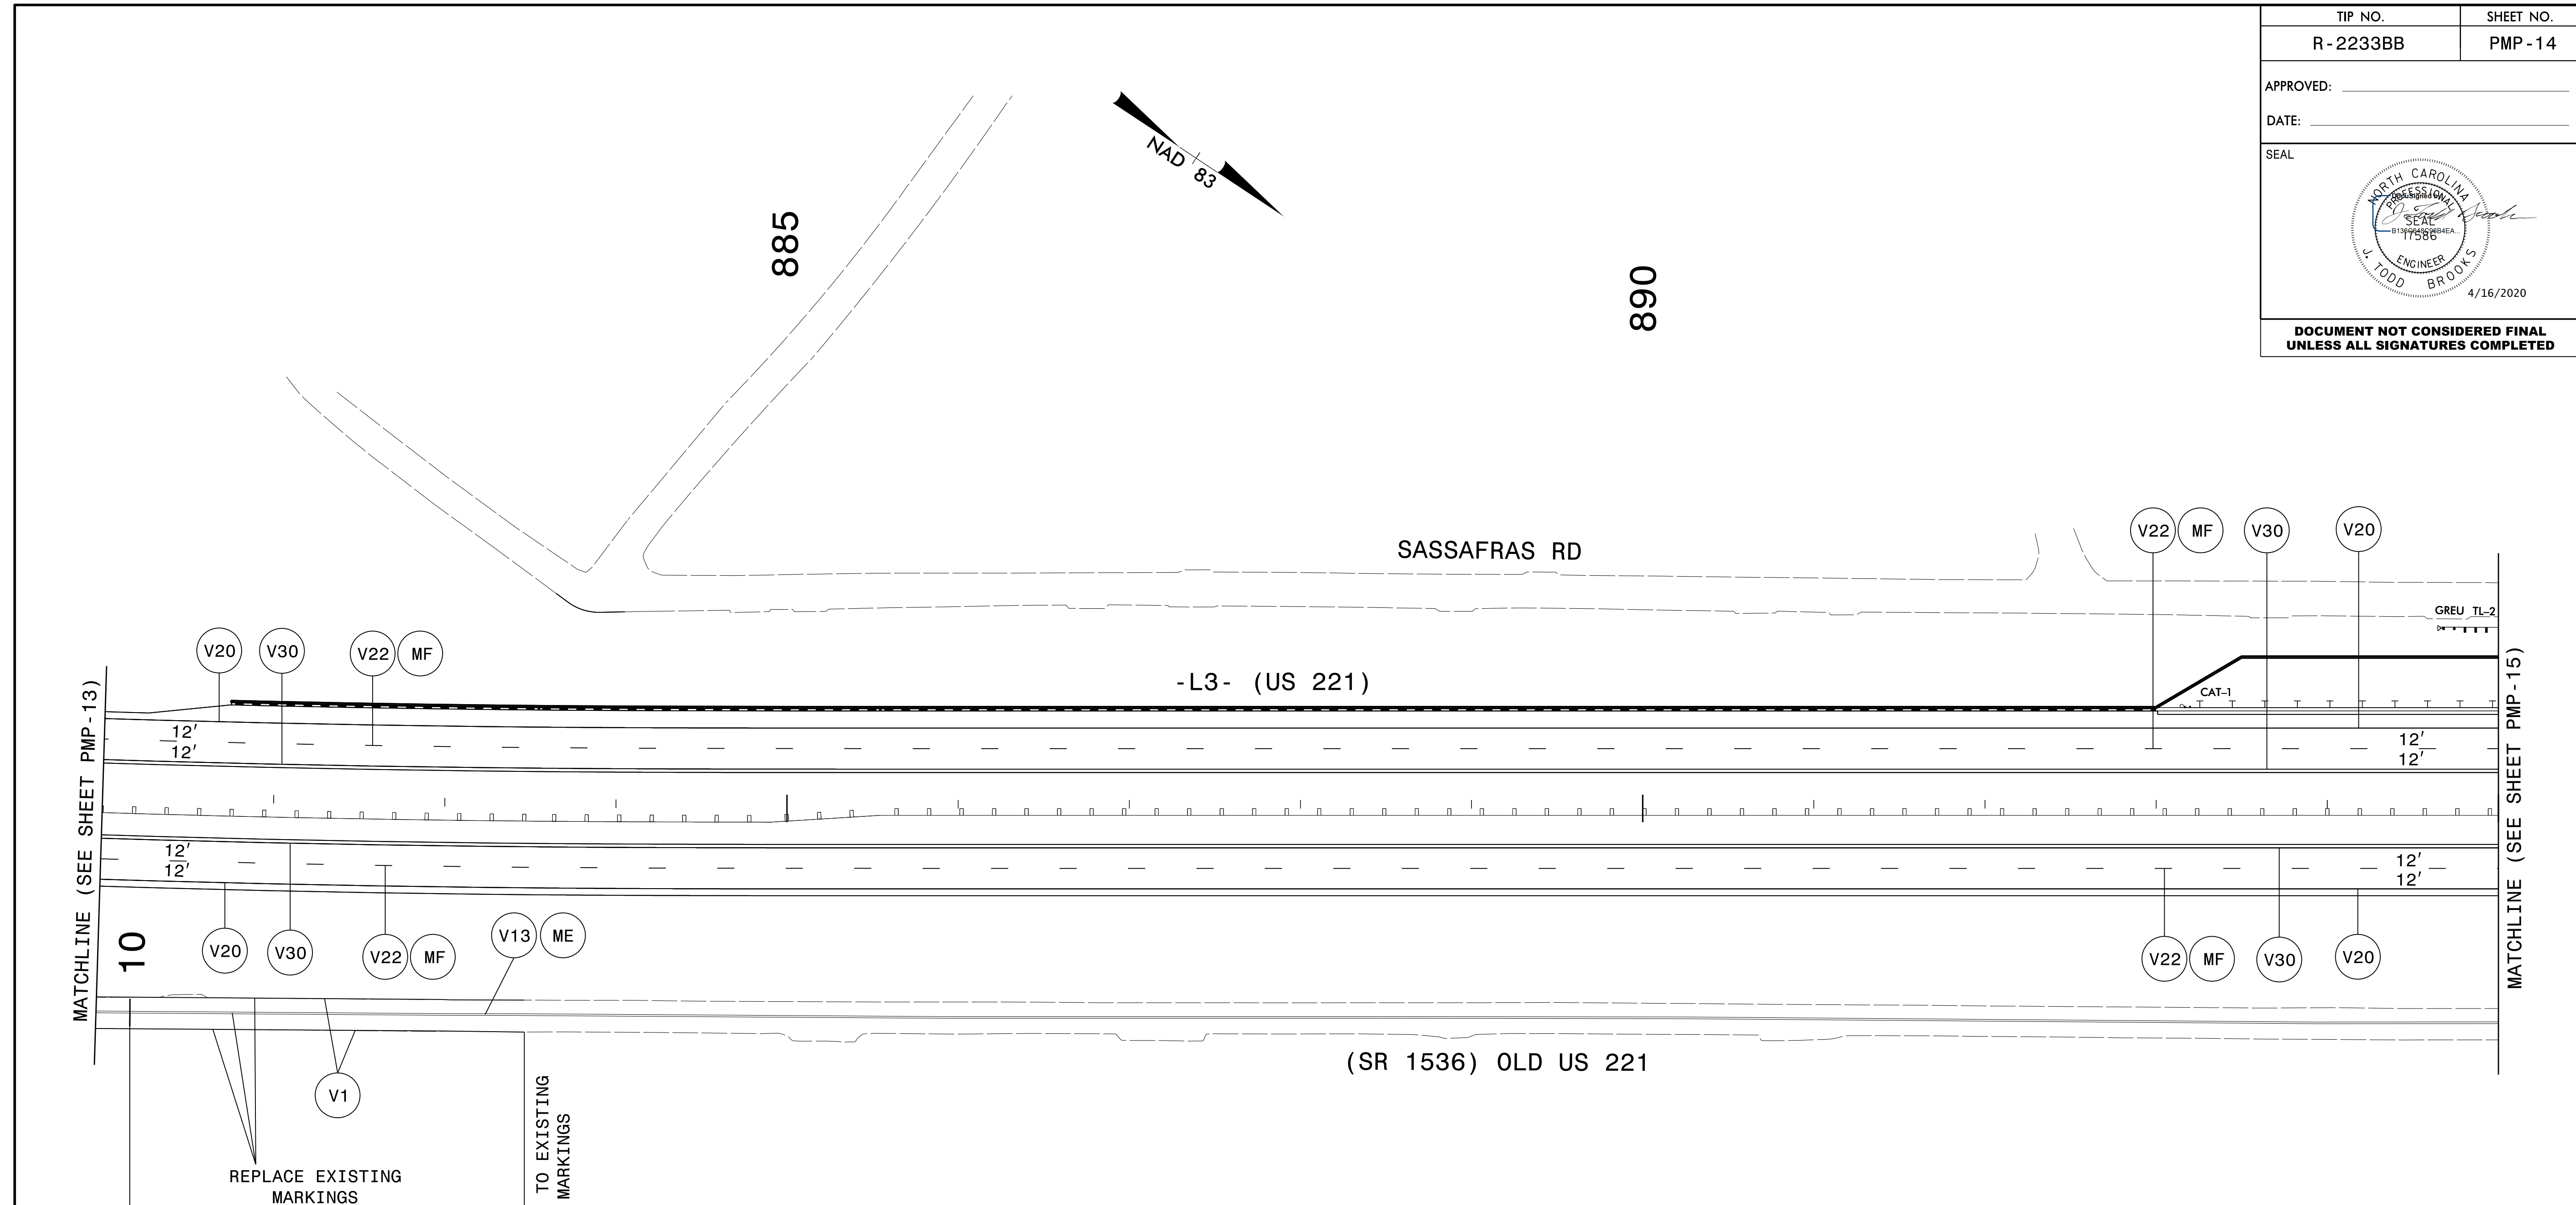 TIP NO.
SHEET NO.
R-2233BB
PMP-14
APPROVED:
DATE:
SEAL
NORTH CAROLINA
PROFESSIONAL
DocuSigned by:
SEAL
17586
ENGINEER
J. TODD BROOKS
4/16/2020
DOCUMENT NOT CONSIDERED FINAL
UNLESS ALL SIGNATURES COMPLETED
NAD 83
885
890
SASSAFRAS RD
V22
MF
V30
V20
GREU TL-2
V20
V30
V22
MF
-L3- (US 221)
CAT-1
MATCHLINE (SEE SHEET PMP-13)
MATCHLINE (SEE SHEET PMP-15)
12'
12'
12'
12'
12'
12'
12'
12'
10
V20
V30
V22
MF
V13
ME
V22
MF
V30
V20
(SR 1536) OLD US 221
V1
TO EXISTING
MARKINGS
REPLACE EXISTING
MARKINGS